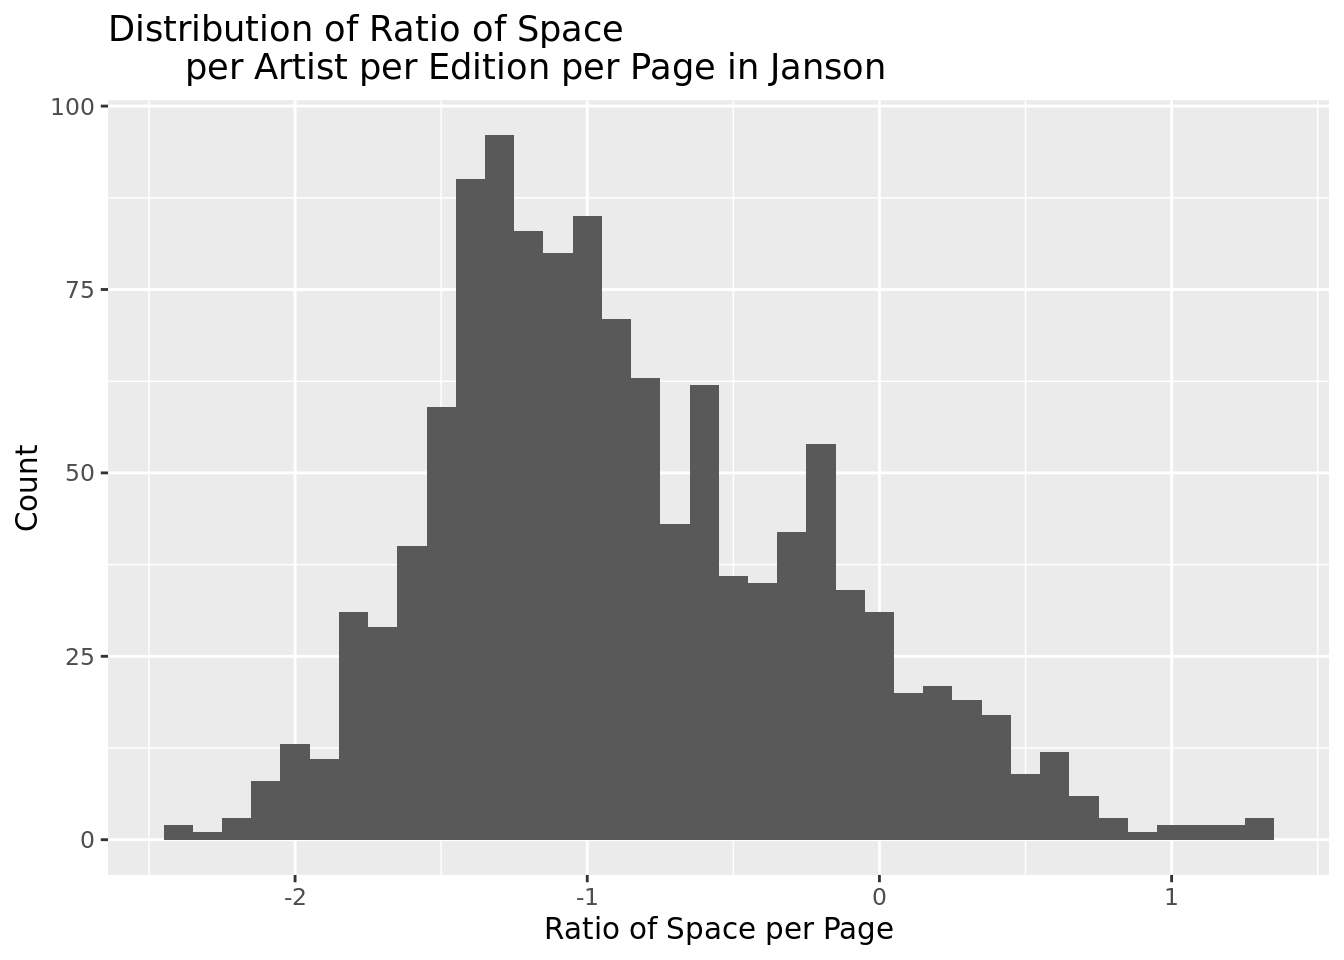 Distribution of Ratio of Space
per Artist per Edition per Page in Janson
100
75
50
25
0
Count
-2
-1
0
1
Ratio of Space per Page